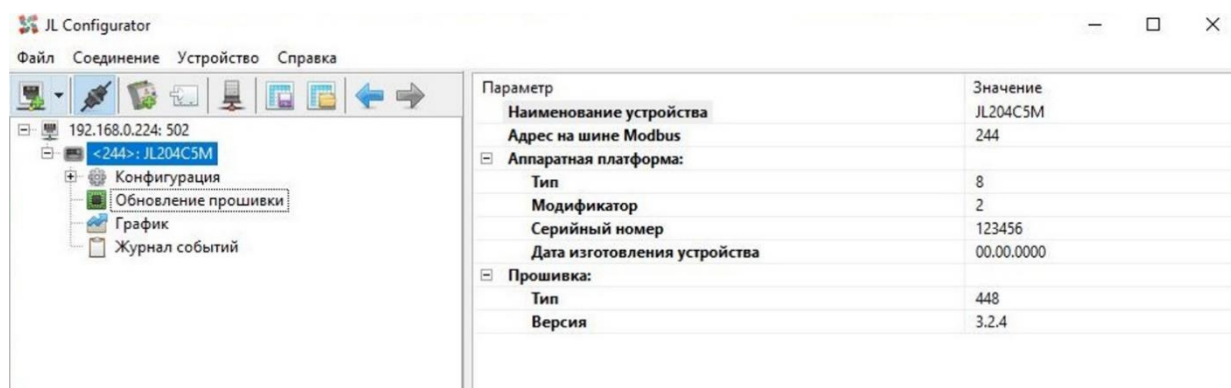 JL Configurator
Файл Соединение Устройство Справка
192.168.0.224: 502
<244>: JL204C5M
Конфигурация
Обновление прошивки
График
Журнал событий
Параметр Значение
Наименование устройства JL204C5M
Адрес на шине Modbus 244
Аппаратная платформа:
Тип 8
Модификатор 2
Серийный номер 123456
Дата изготовления устройства 00.00.0000
Прошивка:
Тип 448
Версия 3.2.4